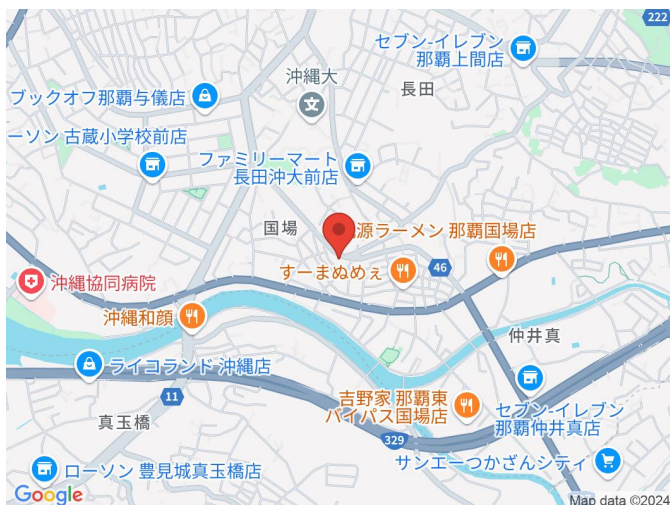 222
セブン-イレブン
那覇上間店
沖縄大
長田
ブックオフ那覇与儀店
ーソン 古蔵小学校前店
ファミリーマート
長田沖大前店
国場
源ラーメン 那覇国場店
すーまぬめぇ
46
沖縄協同病院
沖縄和顔
仲井真
ライコランド 沖縄店
11
真玉橋
吉野家 那覇東
バイパス国場店
セブン-イレブン
那覇仲井真店
329
サンエーつかざんシティ
ローソン 豊見城真玉橋店
Google
Map data ©2024